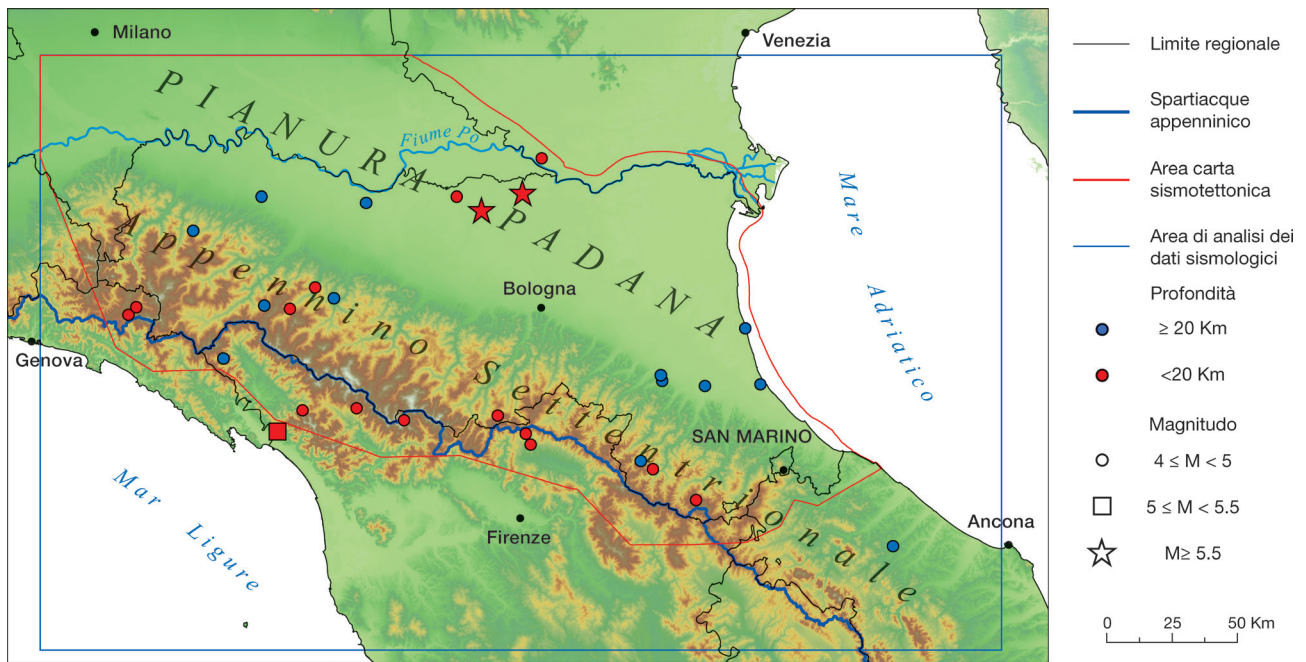 Milano
Venezia
PIANURA PADANA
Fiume Po
Mare Adriatico
Appennino Settentrionale
Bologna
Genova
SAN MARINO
Firenze
Ancona
Mar Ligure
Limite regionale
Spartiacque
appenninico
Area carta
sismotettonica
Area di analisi dei
dati sismologici
Profondità
≥ 20 Km
<20 Km
Magnitudo
4 ≤ M < 5
5 ≤ M < 5.5
M≥ 5.5
0 25 50 Km